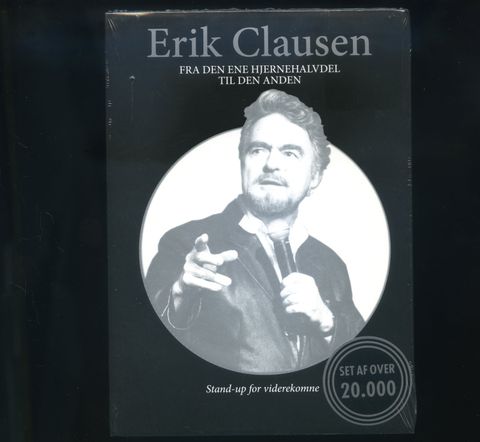 Erik Clausen
FRA DEN ENE HJERNEHALVDEL
TIL DEN ANDEN
SET AF OVER
20.000
Stand-up for viderekomne